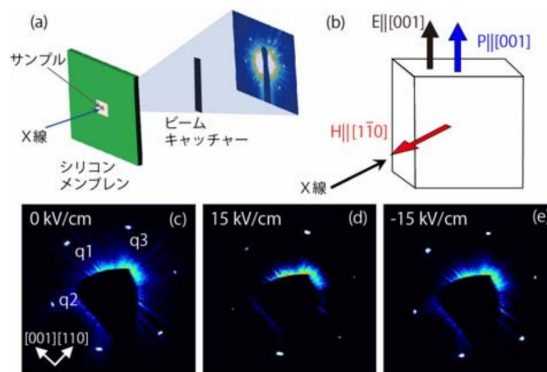 (a)
サンプル
X線
シリコン
メンブレン
ビーム
キャッチャー
(b)
E||[001]
P||[001]
H||[11̄0]
X線
0 kV/cm
(c)
q1
q3
q2
[001]
[110]
15 kV/cm
(d)
-15 kV/cm
(e)